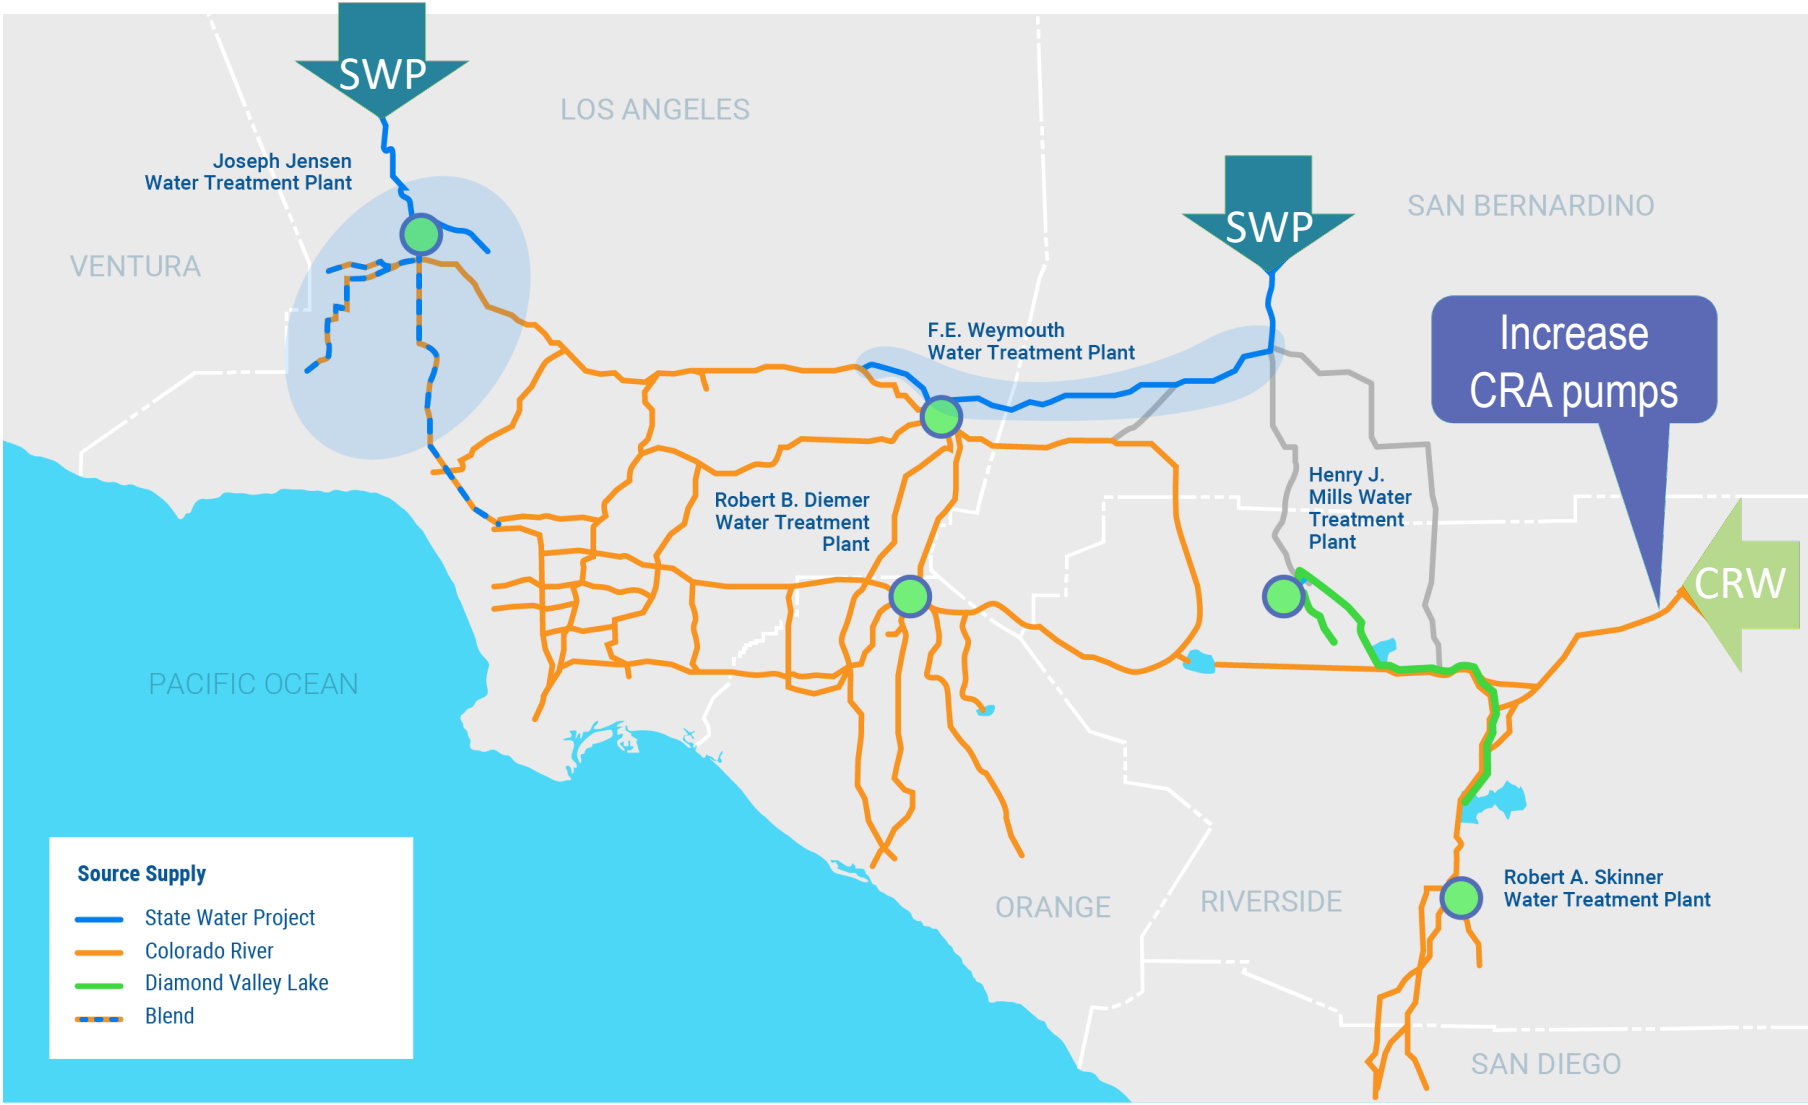 SWP
LOS ANGELES
Joseph Jensen
Water Treatment Plant
SWP
SAN BERNARDINO
VENTURA
F.E. Weymouth
Water Treatment Plant
Increase
CRA pumps
Henry J.
Mills Water
Treatment
Plant
Robert B. Diemer
Water Treatment
Plant
CRW
PACIFIC OCEAN
Robert A. Skinner
Water Treatment Plant
ORANGE
RIVERSIDE
SAN DIEGO
Source Supply
State Water Project
Colorado River
Diamond Valley Lake
Blend